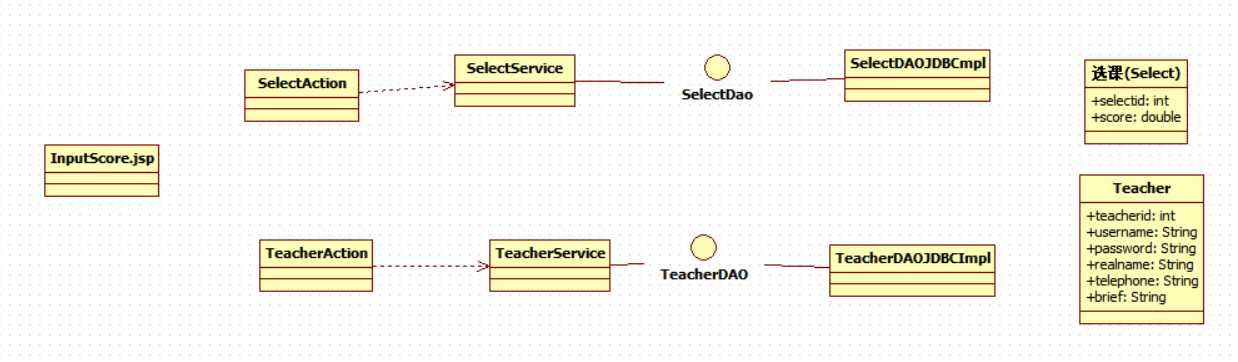 InputScore.jsp
SelectAction
SelectService
SelectDao
SelectDAOJDBCmpl
选课(Select)
+selectid: int
+score: double
TeacherAction
TeacherService
TeacherDAO
TeacherDAOJDBCImpl
Teacher
+teacherid: int
+username: String
+password: String
+realname: String
+telephone: String
+brief: String